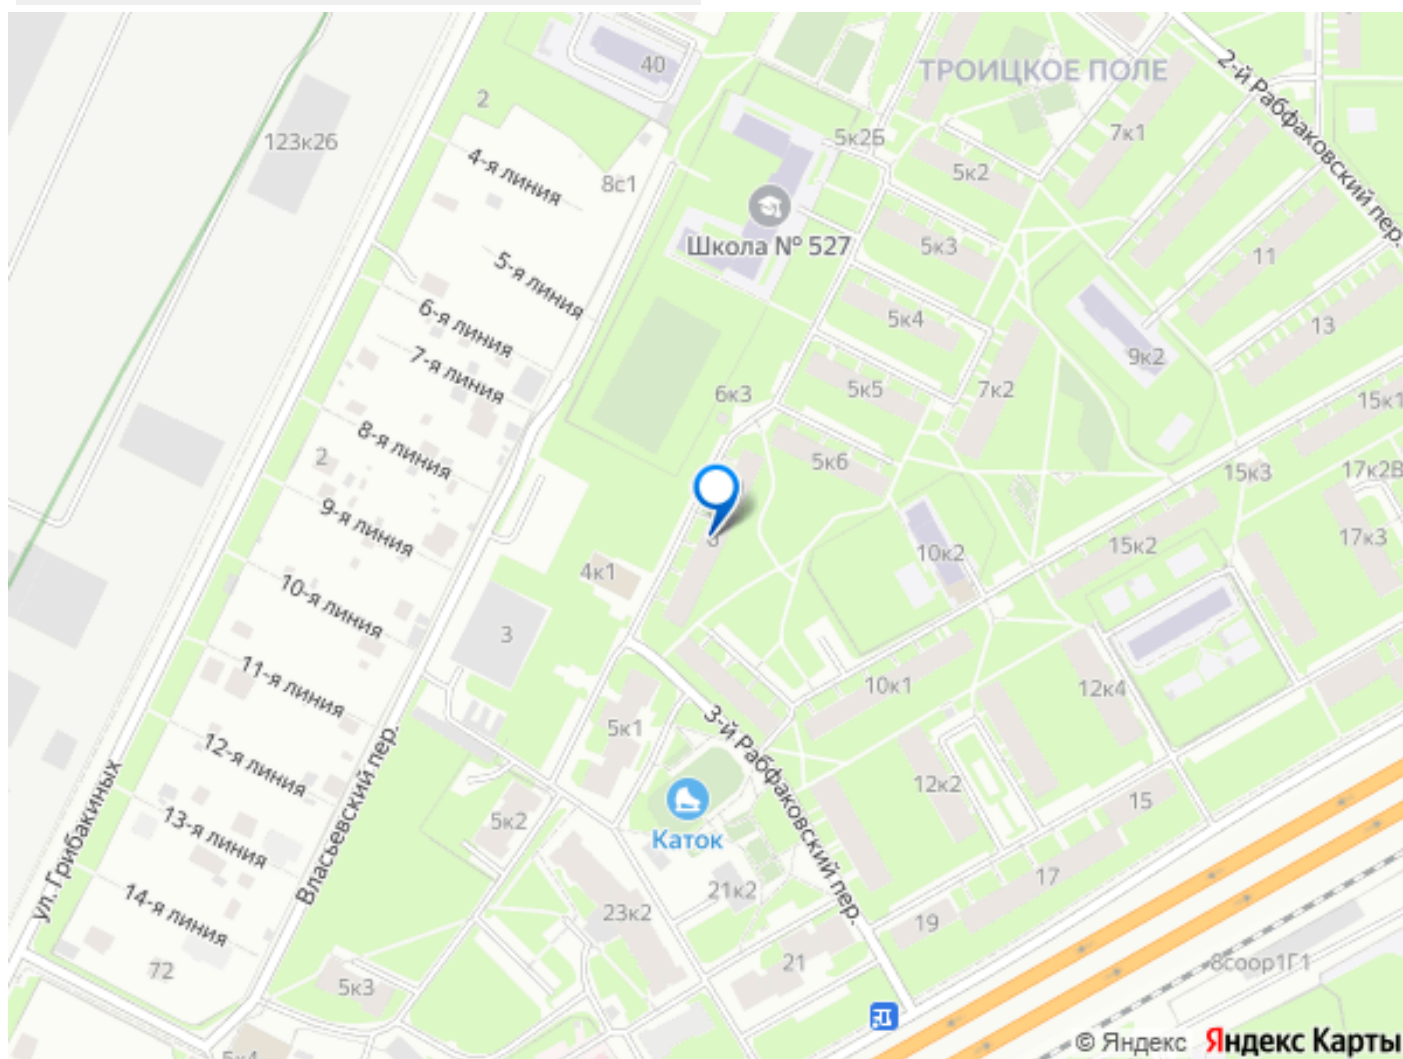 40
ТРОИЦКОЕ ПОЛЕ
2-й Рабфаковский пер.
2
123к26
5к2Б
7к1
4-я линия
8с1
5к2
Школа № 527
5к3
11
5-я линия
6-я линия
5к4
13
7-я линия
9к2
6к3
5к5
7к2
15к1
8-я линия
2
5к6
15к3
17к2В
9-я линия
10к2
15к2
17к3
4к1
10-я линия
3
11-я линия
10к1
12к4
5к1
3-й Рабфаковский пер.
12-я линия
Власьевский пер.
12к2
15
13-я линия
5к2
Каток
ул. Грибакиных
17
21к2
14-я линия
23к2
19
72
21
8соор1Г1
5к3
5к4
© Яндекс Яндекс Карты